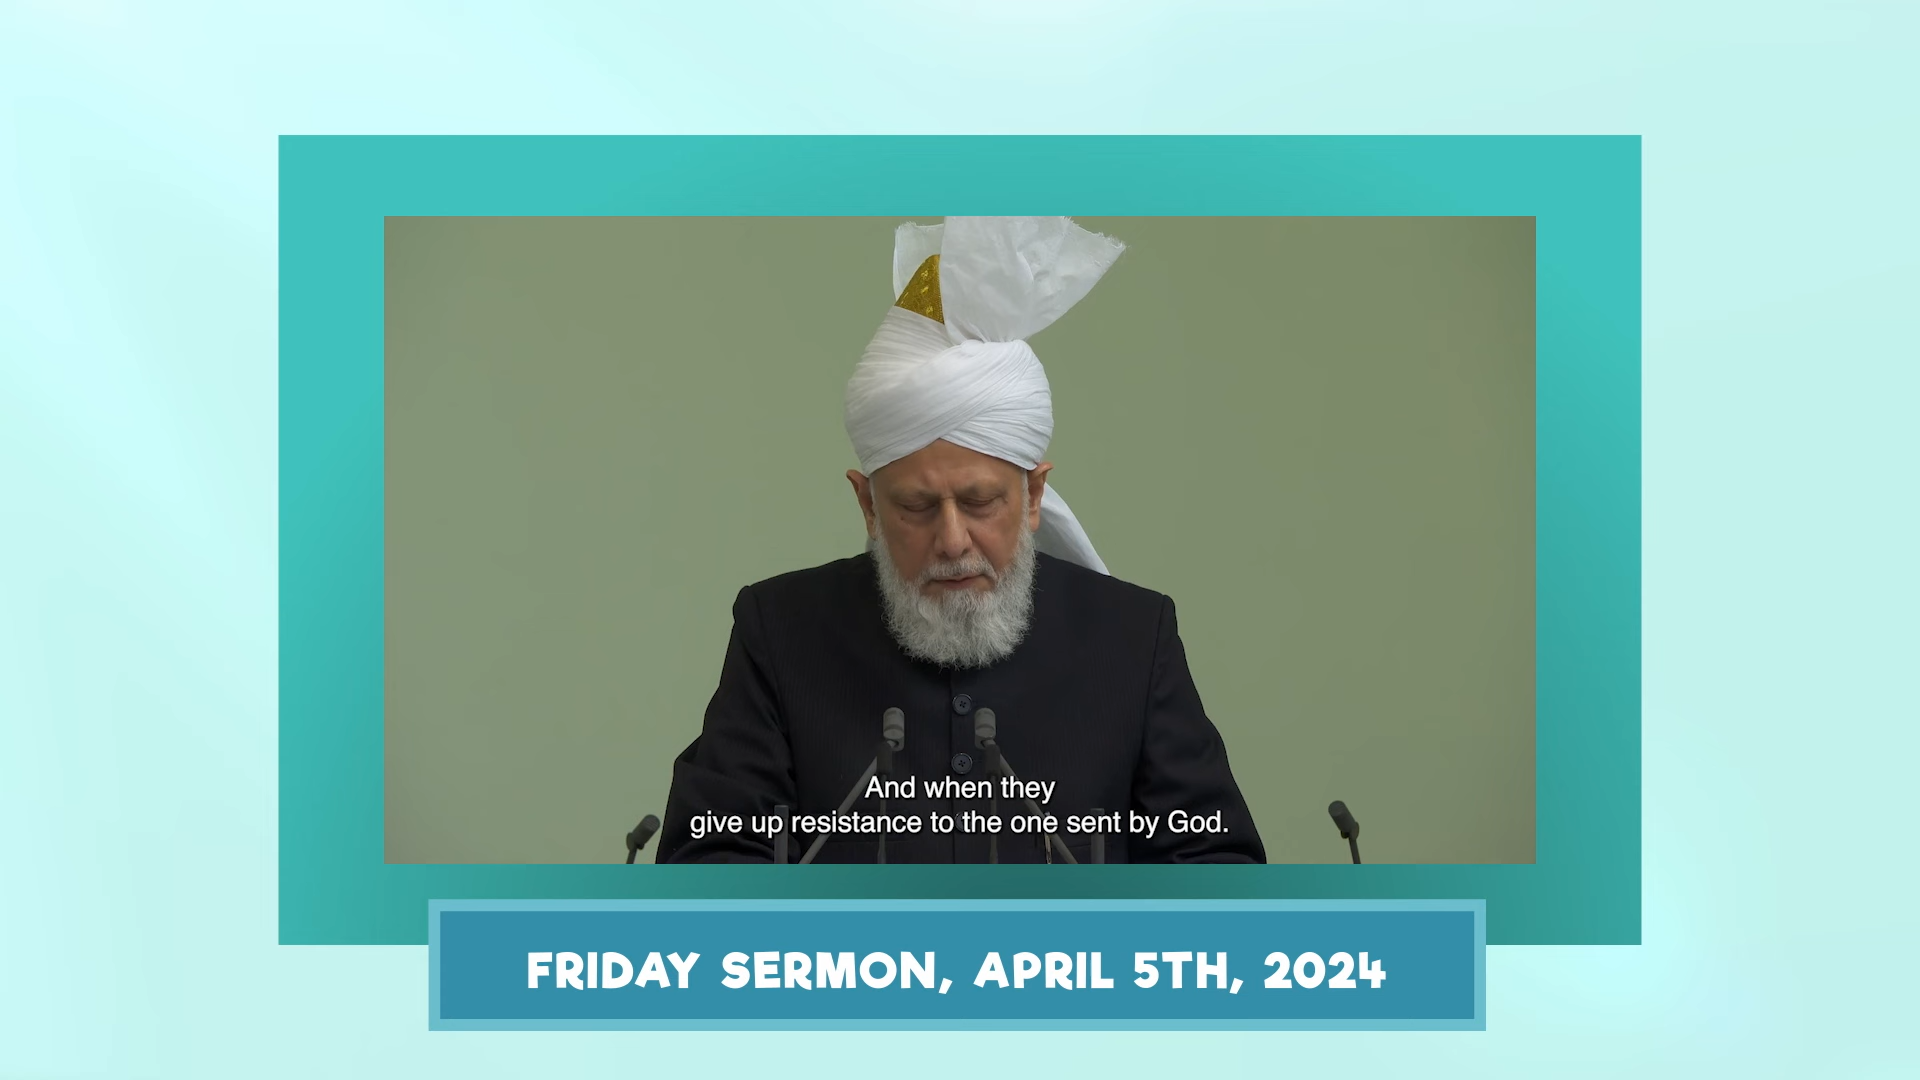 And when they
give up resistance to the one sent by God.
FRIDAY SERMON, APRIL 5TH, 2024